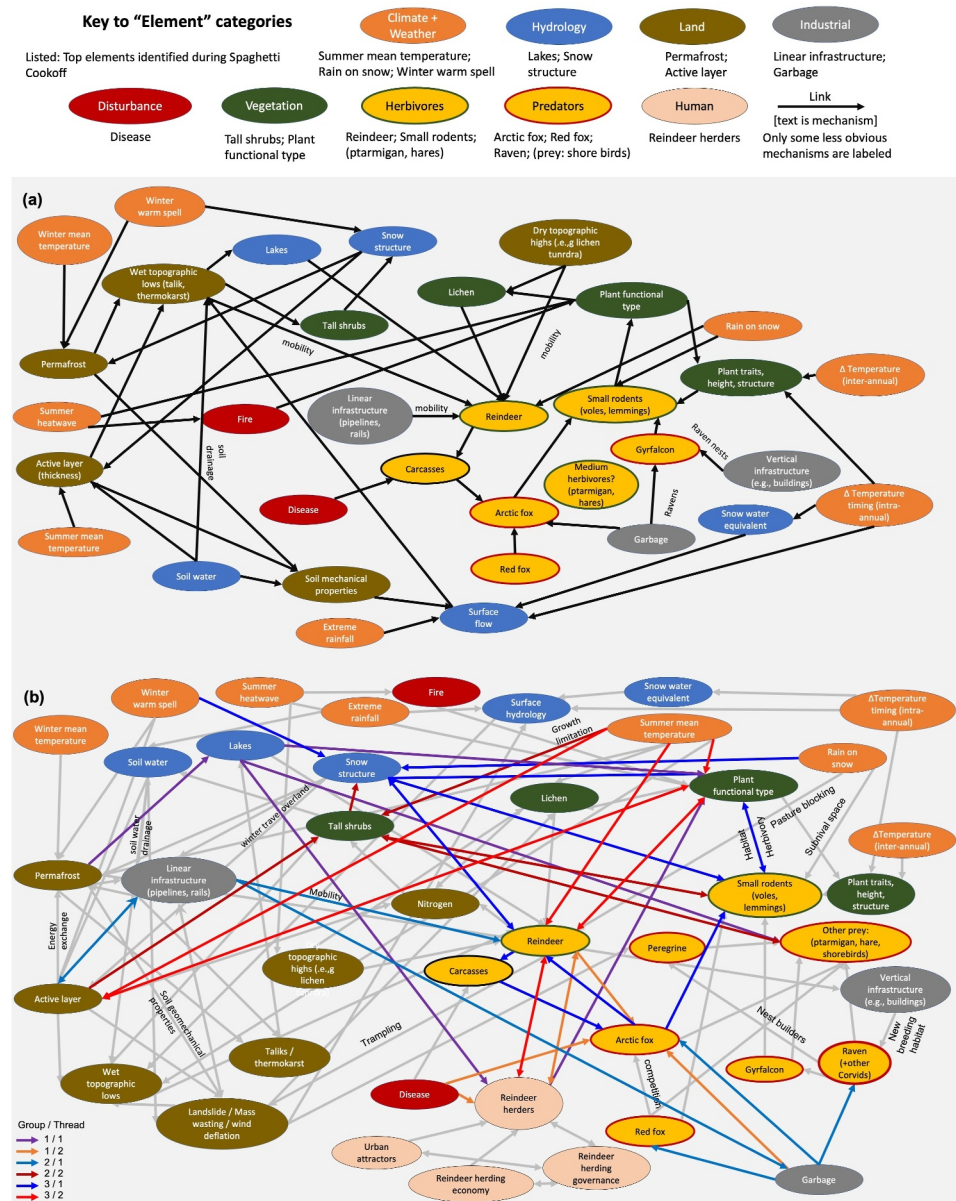 Key to “Element” categories
Listed: Top elements identified during Spaghetti
Cookoff
Climate +
Weather
Summer mean temperature;
Rain on snow; Winter warm spell
Hydrology
Lakes; Snow
structure
Land
Permafrost;
Active layer
Industrial
Linear infrastructure;
Garbage
Disturbance
Disease
Vegetation
Tall shrubs; Plant
functional type
Herbivores
Reindeer; Small rodents;
(ptarmigan, hares)
Predators
Arctic fox; Red fox;
Raven; (prey: shore birds)
Human
Reindeer herders
Link
[text is mechanism]
Only some less obvious
mechanisms are labeled
(a)
Winter
warm spell
Winter mean
temperature
Wet topographic
lows (talik,
thermokarst)
Lakes
Snow
structure
Dry topographic
highs (.e.,g lichen
tunrdra)
Lichen
Plant functional
type
Tall shrubs
mobility
mobility
Rain on snow
Permafrost
Plant traits,
height, structure
Δ Temperature
(inter-annual)
Summer
heatwave
Fire
Linear
infrastructure
(pipelines,
rails)
mobility
Reindeer
Small rodents
(voles, lemmings)
Gyrfalcon
Raven nests
soil
drainage
Active layer
(thickness)
Carcasses
Medium
herbivores?
(ptarmigan,
hares)
Vertical
infrastructure
(e.g., buildings)
Δ Temperature
timing (intra-
annual)
Disease
Arctic fox
Ravens
Snow water
equivalent
Garbage
Summer mean
temperature
Soil water
Soil mechanical
properties
Red fox
Surface
flow
Extreme
rainfall
(b)
Winter
warm spell
Summer
heatwave
Fire
Snow water
equivalent
Surface
hydrology
Extreme
rainfall
ΔTemperature
timing (intra-
annual)
Winter mean
temperature
Soil water
Lakes
Growth
limitation
Summer mean
temperature
Rain on
snow
Snow
structure
Plant
functional type
Lichen
Pasture blocking
Subnival space
winter travel overland
Tall shrubs
soil water
drainage
Habitat
Herbivory
ΔTemperature
(inter-annual)
Permafrost
Linear
infrastructure
(pipelines, rails)
Mobility
Nitrogen
Small rodents
(voles,
lemmings)
Plant traits,
height,
structure
Energy
exchange
Reindeer
Peregrine
Other prey:
(ptarmigan, hare,
shorebirds)
topographic
highs (.e.,g
lichen
Carcasses
Active layer
Soil geomechanical
properties
Vertical
infrastructure
(e.g., buildings)
Trampling
Nest builders
New
breeding
habitat
Taliks /
thermokarst
Arctic fox
Wet
topographic
lows
Gyrfalcon
Raven
(+other
Corvids)
Disease
Reindeer
herders
competition
Landslide / Mass
wasting / wind
deflation
Red fox
Urban
attractors
Reindeer
herding
governance
Reindeer herding
economy
Garbage
Group / Thread
1 / 1
1 / 2
2 / 1
2 / 2
3 / 1
3 / 2